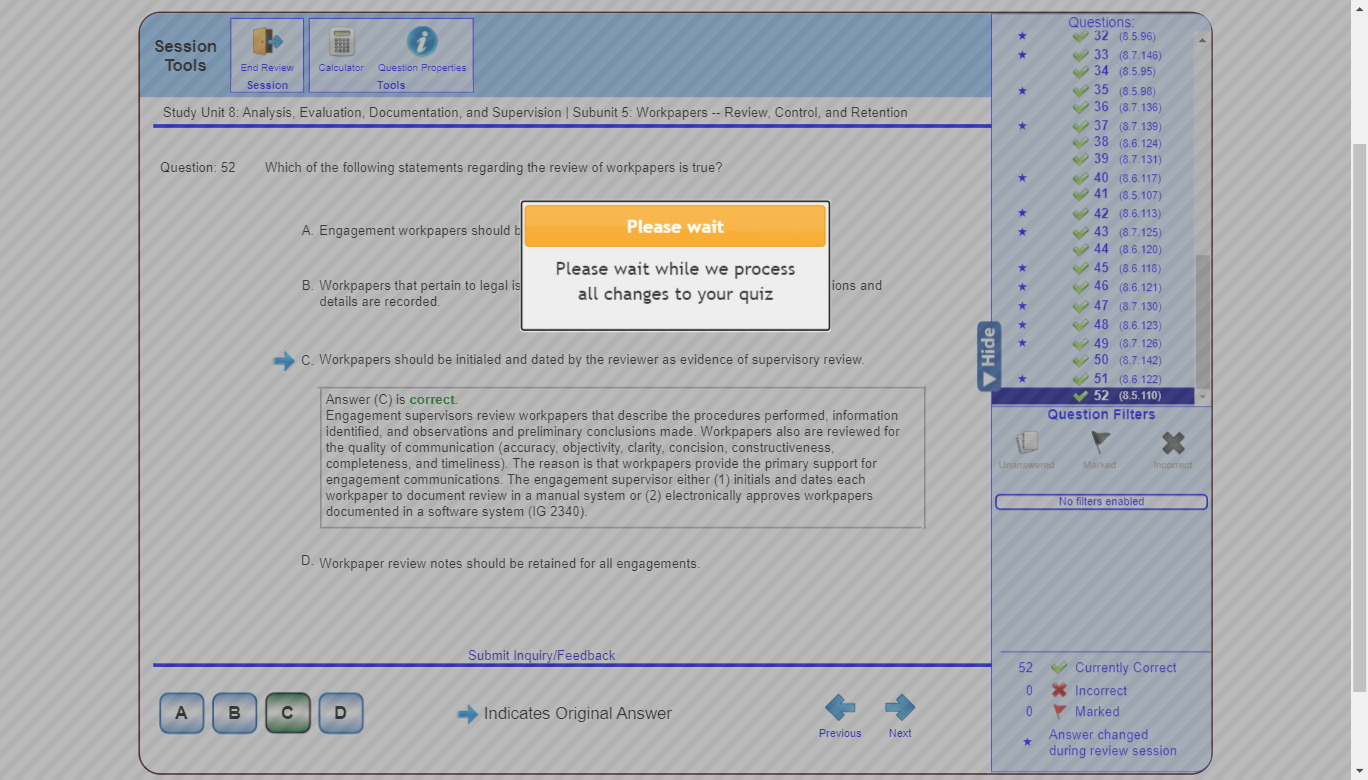 Session
Tools
End Review
Session
Calculator
Question Properties
Tools
Study Unit 8: Analysis, Evaluation, Documentation, and Supervision | Subunit 5: Workpapers -- Review, Control, and Retention
Question: 52
Which of the following statements regarding the review of workpapers is true?
A. Engagement workpapers should
B. Workpapers that pertain to legal
and
details are recorded.
C. Workpapers should be initialed and dated by the reviewer as evidence of supervisory review.
Answer (C) is correct.
Engagement supervisors review workpapers that describe the procedures performed, information
identified, and observations and preliminary conclusions made. Workpapers also are reviewed for
the quality of communication (accuracy, objectivity, clarity, concision, constructiveness,
completeness, and timeliness). The reason is that workpapers provide the primary support for
engagement communications. The engagement supervisor either (1) initials and dates each
workpaper to document review in a manual system or (2) electronically approves workpapers
documented in a software system (IG 2340).
D. Workpaper review notes should be retained for all engagements.
Please wait
Please wait while we process
all changes to your quiz
Submit Inquiry/Feedback
A B C D
Indicates Original Answer
Previous
Next
Hide
Questions:
32 (8.5.96)
33 (8.7.146)
34 (8.5.95)
35 (8.5.98)
36 (8.7.136)
37 (8.7.139)
38 (8.6.124)
39 (8.7.131)
40 (8.6.117)
41 (8.5.107)
42 (8.6.113)
43 (8.7.125)
44 (8.6.120)
45 (8.6.118)
46 (8.6.121)
47 (8.7.130)
48 (8.6.123)
49 (8.7.126)
50 (8.7.142)
51 (8.6.122)
52 (8.5.110)
Question Filters
Unanswered
Marked
Incorrect
No filters enabled
52 Currently Correct
0 Incorrect
0 Marked
Answer changed
during review session